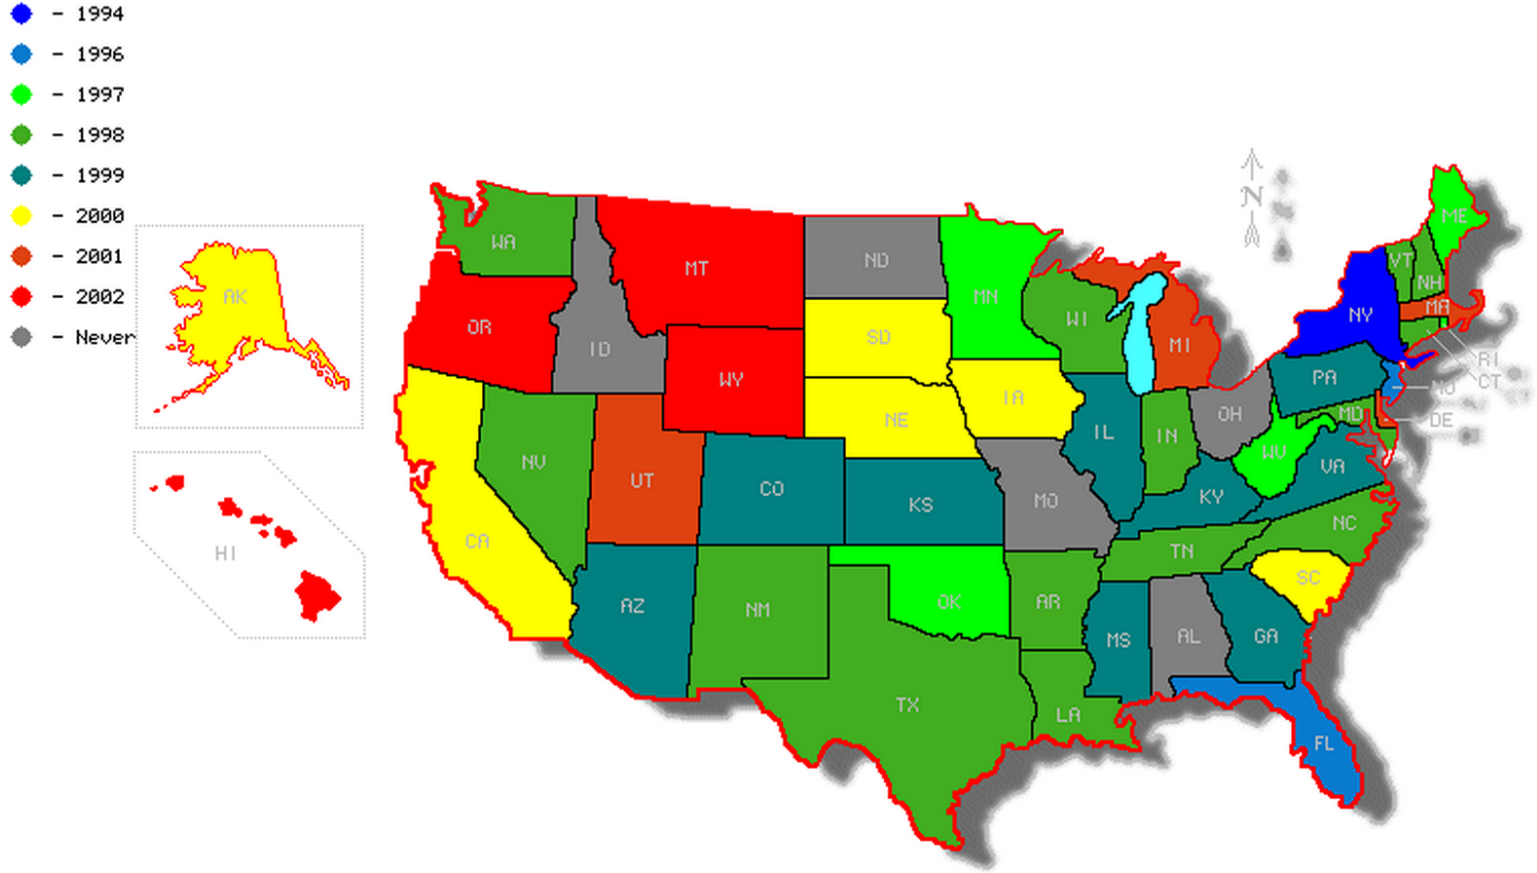 - 1994
- 1996
- 1997
- 1998
- 1999
- 2000
- 2001
- 2002
- Never
N
ME
WA
VT
ND
MT
NH
AK
MN
MA
NY
WI
OR
SD
MI
ID
RI
PA
WY
CT
NJ
IA
MD
OH
NE
DE
IL
IN
WV
NV
VA
UT
CO
KY
MO
KS
NC
CA
TN
HI
SC
OK
AR
AZ
NM
GA
AL
MS
TX
LA
FL